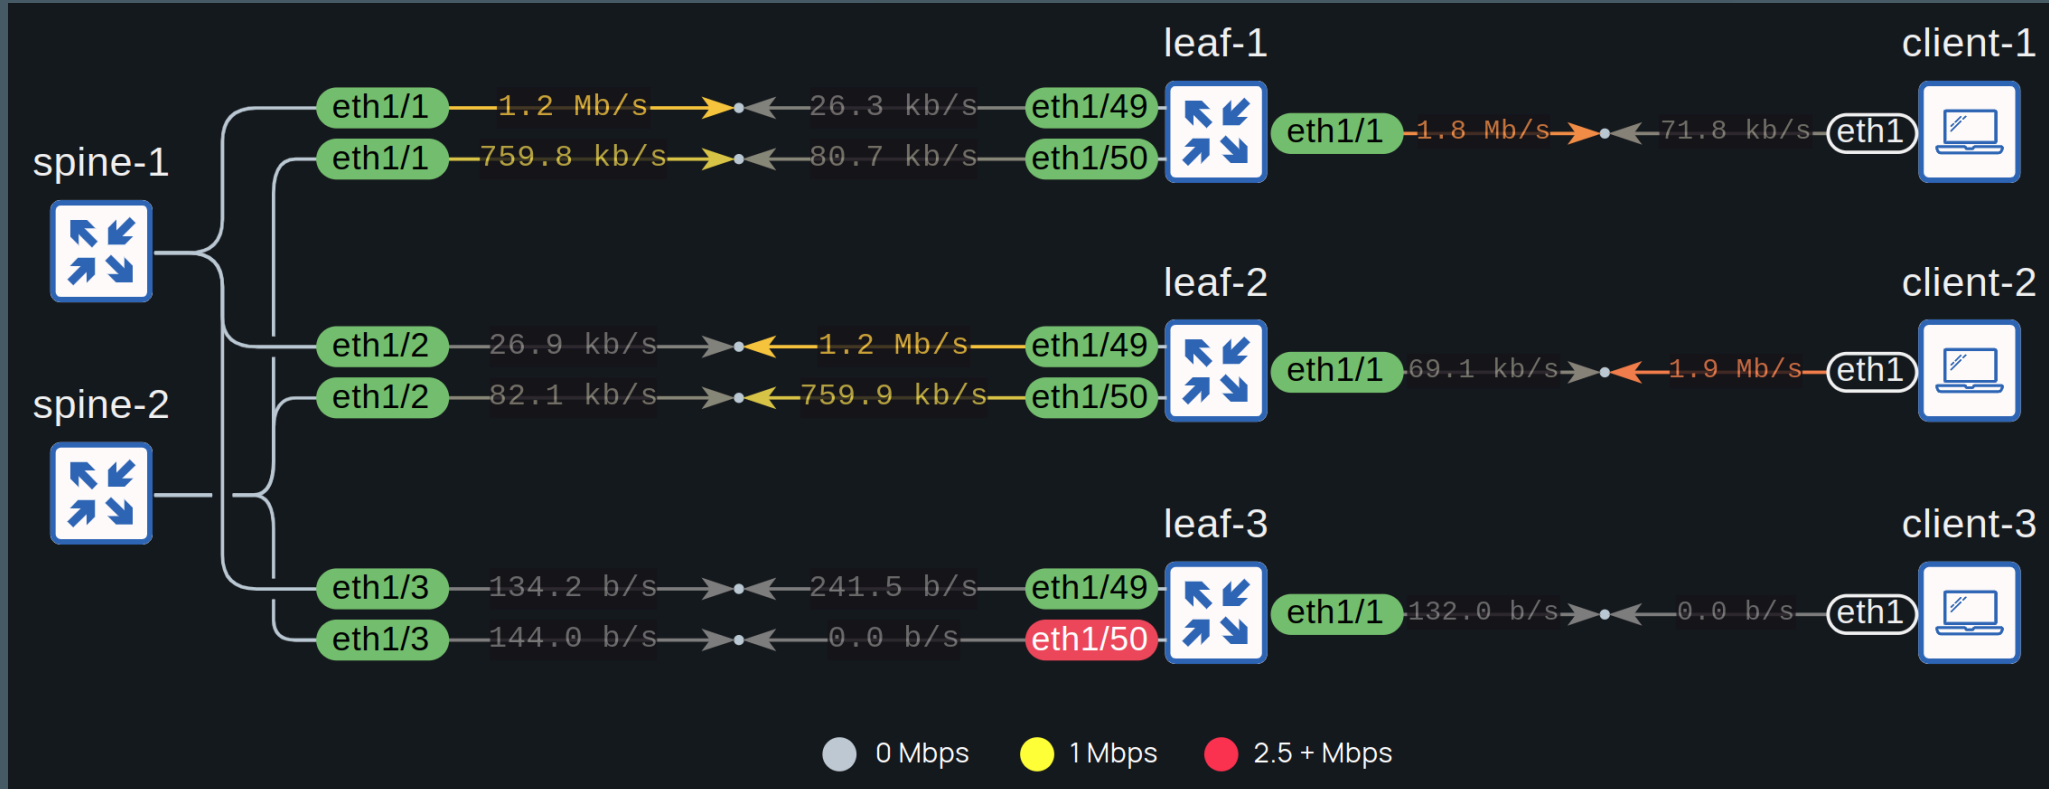 leaf-1 client-1
eth1/1 1.2 Mb/s 26.3 kb/s eth1/49
eth1/1 1.8 Mb/s 71.8 kb/s eth1
spine-1 eth1/1 759.8 kb/s 80.7 kb/s eth1/50
leaf-2 client-2
eth1/2 26.9 kb/s 1.2 Mb/s eth1/49
eth1/1 69.1 kb/s 1.9 Mb/s eth1
spine-2 eth1/2 82.1 kb/s 759.9 kb/s eth1/50
leaf-3 client-3
eth1/3 134.2 b/s 241.5 b/s eth1/49
eth1/1 132.0 b/s 0.0 b/s eth1
eth1/3 144.0 b/s 0.0 b/s eth1/50
0 Mbps 1 Mbps 2.5 + Mbps